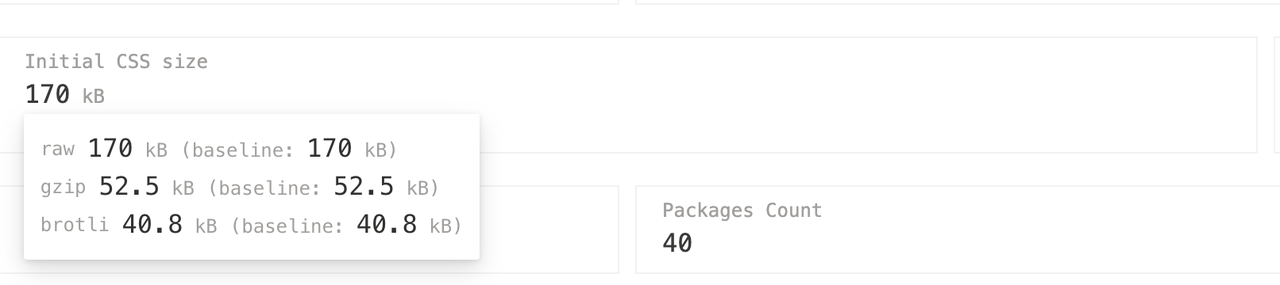 Initial CSS size
170 kB
raw 170 kB (baseline: 170 kB)
gzip 52.5 kB (baseline: 52.5 kB)
brotli 40.8 kB (baseline: 40.8 kB)
Packages Count
40